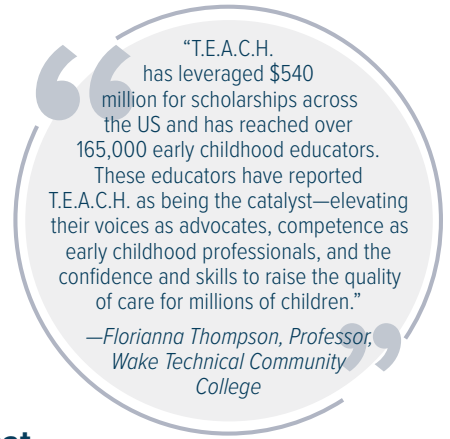 “T.E.A.C.H.
has leveraged $540
million for scholarships across
the US and has reached over
165,000 early childhood educators.
These educators have reported
T.E.A.C.H. as being the catalyst—elevating
their voices as advocates, competence as
early childhood professionals, and the
confidence and skills to raise the quality
of care for millions of children.”
—Florianna Thompson, Professor,
Wake Technical Community
College